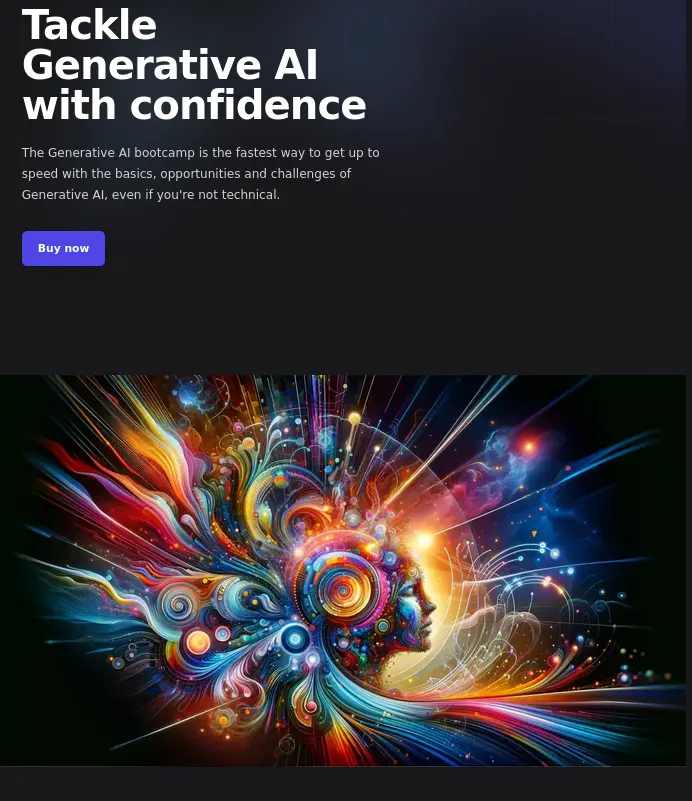 Tackle
Generative AI
with confidence
The Generative AI bootcamp is the fastest way to get up to
speed with the basics, opportunities and challenges of
Generative AI, even if you're not technical.
Buy now